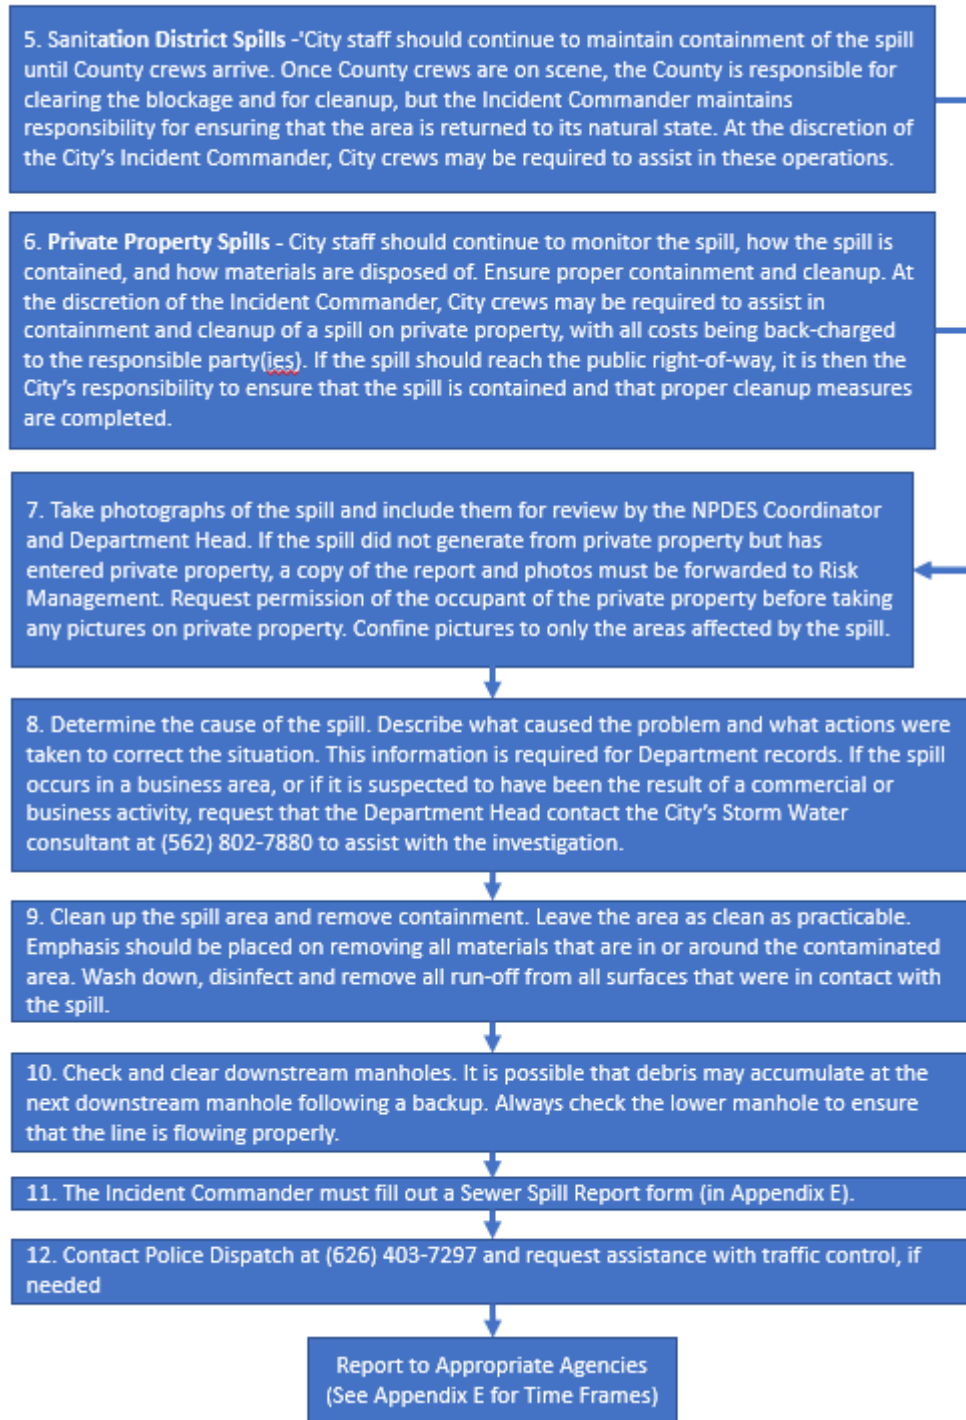 5. Sanitation District Spills -'City staff should continue to maintain containment of the spill
until County crews arrive. Once County crews are on scene, the County is responsible for
clearing the blockage and for cleanup, but the Incident Commander maintains
responsibility for ensuring that the area is returned to its natural state. At the discretion of
the City's Incident Commander, City crews may be required to assist in these operations.
6. Private Property Spills - City staff should continue to monitor the spill, how the spill is
contained, and how materials are disposed of. Ensure proper containment and cleanup. At
the discretion of the Incident Commander, City crews may be required to assist in
containment and cleanup of a spill on private property, with all costs being back-charged
to the responsible party(ies). If the spill should reach the public right-of-way, it is then the
City's responsibility to ensure that the spill is contained and that proper cleanup measures
are completed.
7. Take photographs of the spill and include them for review by the NPDES Coordinator
and Department Head. If the spill did not generate from private property but has
entered private property, a copy of the report and photos must be forwarded to Risk
Management. Request permission of the occupant of the private property before taking
any pictures on private property. Confine pictures to only the areas affected by the spill.
8. Determine the cause of the spill. Describe what caused the problem and what actions were
taken to correct the situation. This information is required for Department records. If the spill
occurs in a business area, or if it is suspected to have been the result of a commercial or
business activity, request that the Department Head contact the City's Storm Water
consultant at (562) 802-7880 to assist with the investigation.
9. Clean up the spill area and remove containment. Leave the area as clean as practicable.
Emphasis should be placed on removing all materials that are in or around the contaminated
area. Wash down, disinfect and remove all run-off from all surfaces that were in contact with
the spill.
10. Check and clear downstream manholes. It is possible that debris may accumulate at the
next downstream manhole following a backup. Always check the lower manhole to ensure
that the line is flowing properly.
11. The Incident Commander must fill out a Sewer Spill Report form (in Appendix E).
12. Contact Police Dispatch at (626) 403-7297 and request assistance with traffic control, if
needed
Report to Appropriate Agencies
(See Appendix E for Time Frames)